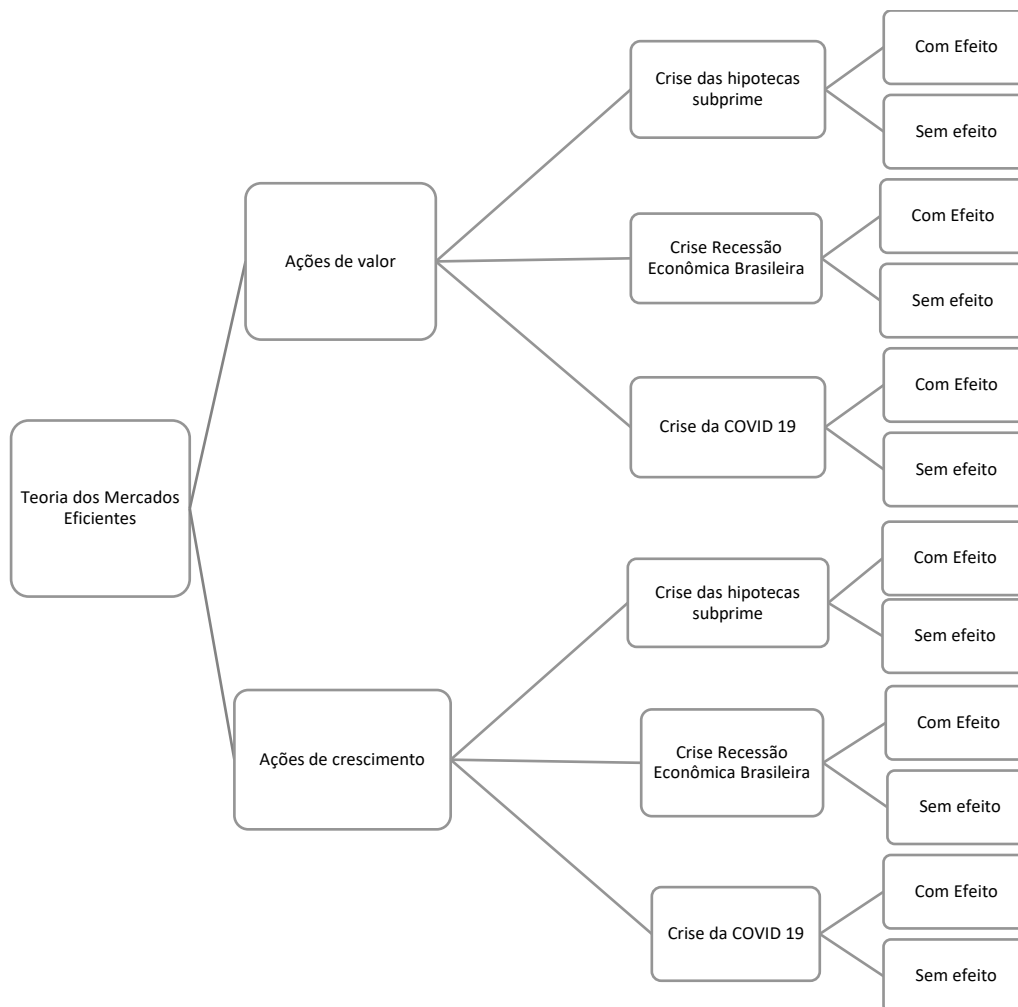 Teoria dos Mercados
Eficientes
Ações de valor
Crise das hipotecas
subprime
Com Efeito
Sem efeito
Crise Recessão
Econômica Brasileira
Com Efeito
Sem efeito
Crise da COVID 19
Com Efeito
Sem efeito
Ações de crescimento
Crise das hipotecas
subprime
Com Efeito
Sem efeito
Crise Recessão
Econômica Brasileira
Com Efeito
Sem efeito
Crise da COVID 19
Com Efeito
Sem efeito